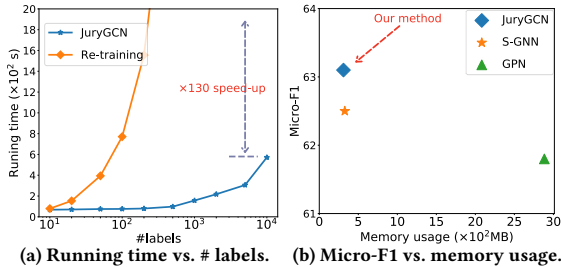 20
18
16
14
12
10
8
6
4
2
0
Runing time (×10² s)
JuryGCN
Re-training
×130 speed-up
10¹
10²
10³
10⁴
#labels
(a) Running time vs. # labels.
64
63
62
61
Micro-F1
Our method
JuryGCN
S-GNN
GPN
0
5
10
15
20
25
30
Memory usage (×10²MB)
(b) Micro-F1 vs. memory usage.